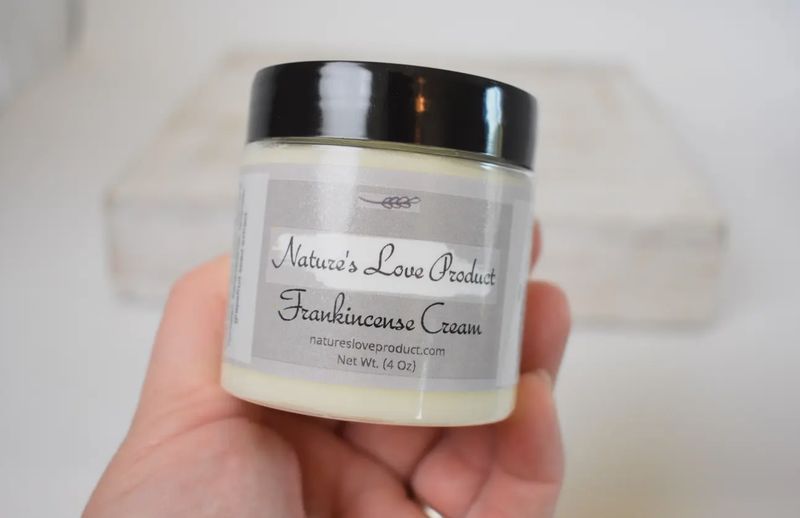 Nature's Love Product
Frankincense Cream
naturesloveproduct.com
Net Wt. (4 Oz)